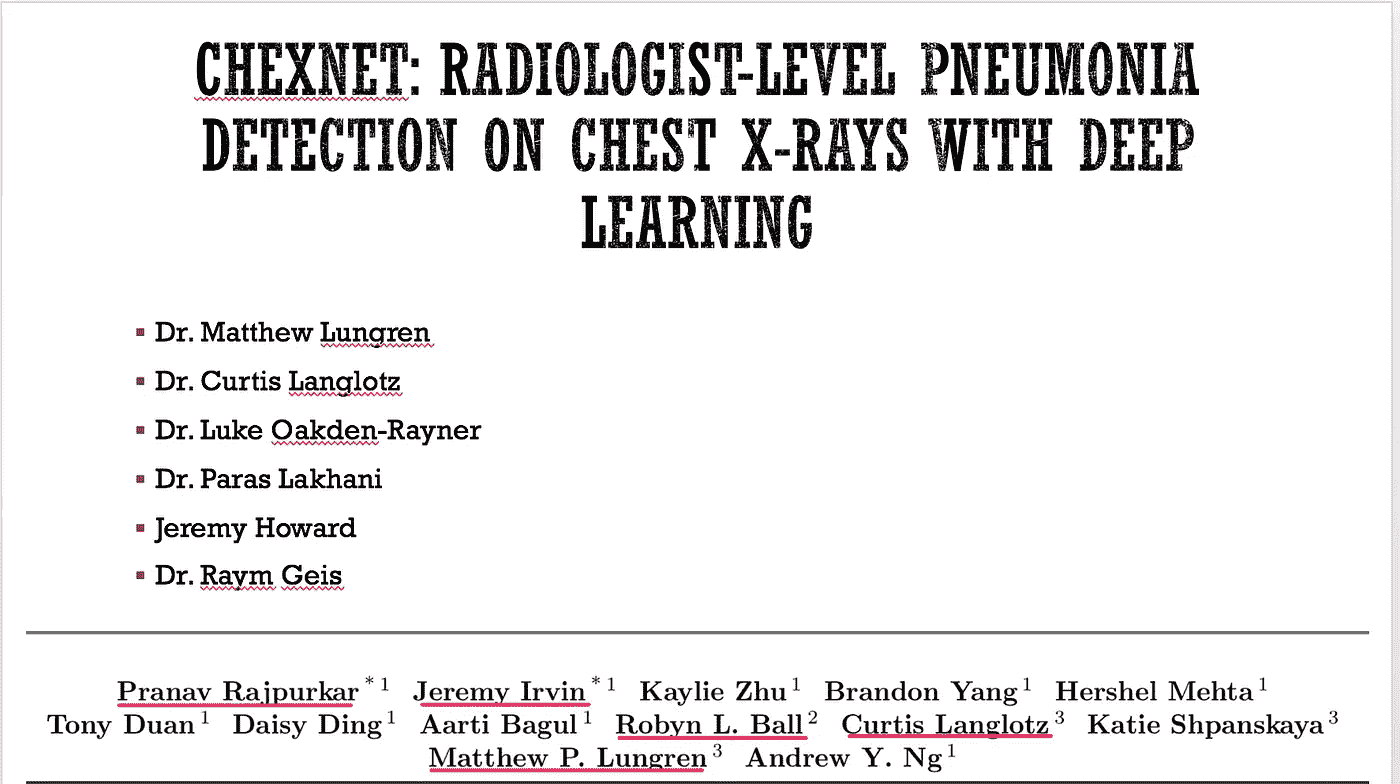 CHEXNET: RADIOLOGIST-LEVEL PNEUMONIA
DETECTION ON CHEST X-RAYS WITH DEEP
LEARNING
▪ Dr. Matthew Lungren
▪ Dr. Curtis Langlotz
▪ Dr. Luke Oakden-Rayner
▪ Dr. Paras Lakhani
▪ Jeremy Howard
▪ Dr. Raym Geis
Pranav Rajpurkar *1 Jeremy Irvin *1 Kaylie Zhu 1 Brandon Yang 1 Hershel Mehta 1
Tony Duan 1 Daisy Ding 1 Aarti Bagul 1 Robyn L. Ball 2 Curtis Langlotz 3 Katie Shpanskaya 3
Matthew P. Lungren 3 Andrew Y. Ng 1